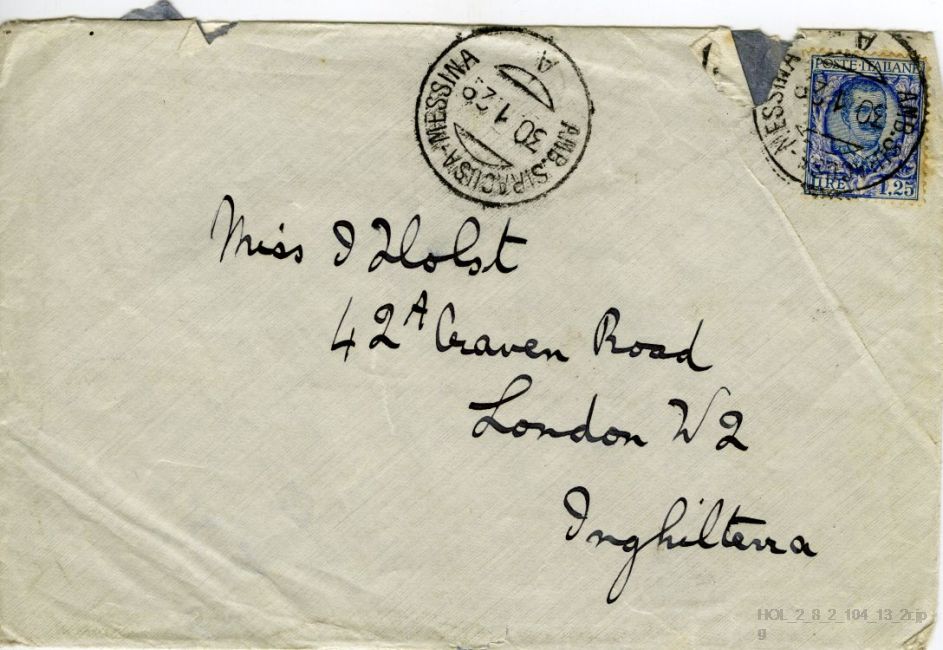 AMB. SIRACUSA-MESSINA
30 1 28
A
POSTE·ITALIANE
LIRE 1.25
Miss I Holst
42A Craven Road
London W2
Inghilterra
HOL_2_8_2_104_13_2r.jp
g